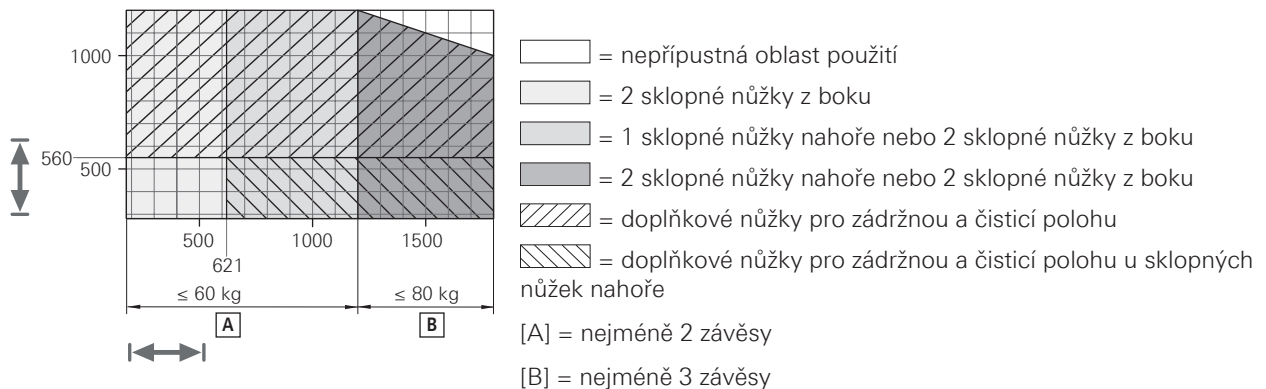 1000
560
500
500
1000
1500
621
≤ 60 kg
≤ 80 kg
A
B
= nepřípustná oblast použití
= 2 sklopné nůžky z boku
= 1 sklopné nůžky nahoře nebo 2 sklopné nůžky z boku
= 2 sklopné nůžky nahoře nebo 2 sklopné nůžky z boku
= doplňkové nůžky pro zádržnou a čisticí polohu
= doplňkové nůžky pro zádržnou a čisticí polohu u sklopných
nůžek nahoře
[A] = nejméně 2 závěsy
[B] = nejméně 3 závěsy